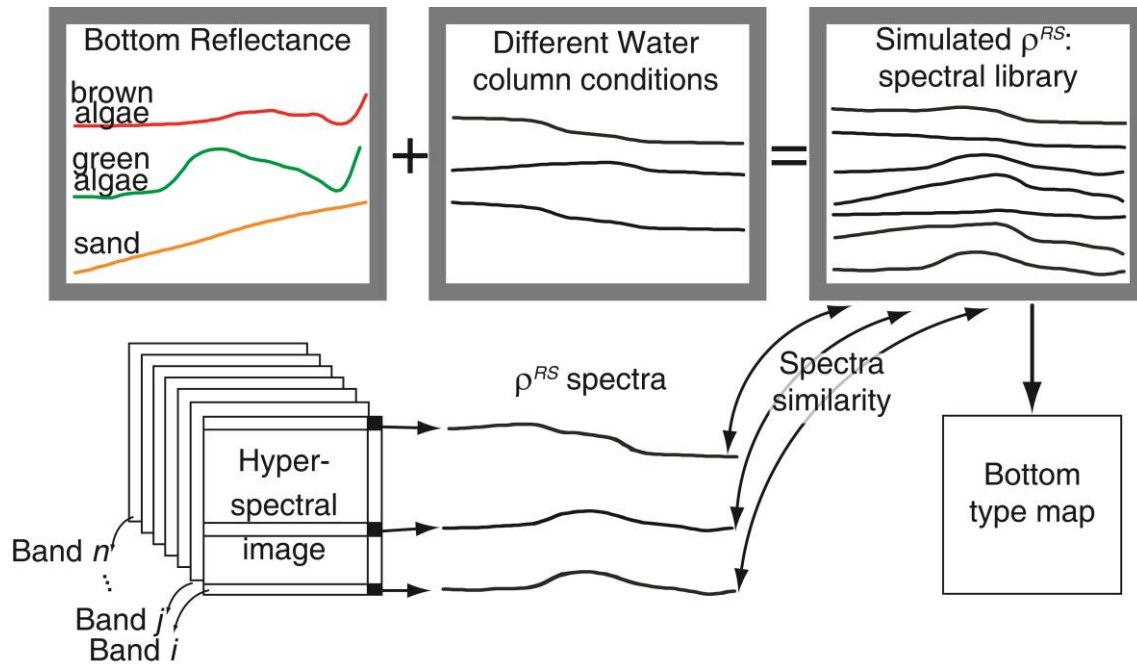 Bottom Reflectance
brown
algae
green
algae
sand
+
Different Water
column conditions
=
Simulated ρ^RS:
spectral library
Hyper-
spectral
image
Band n
⋮
Band j
Band i
ρ^RS spectra
Spectra
similarity
Bottom
type map